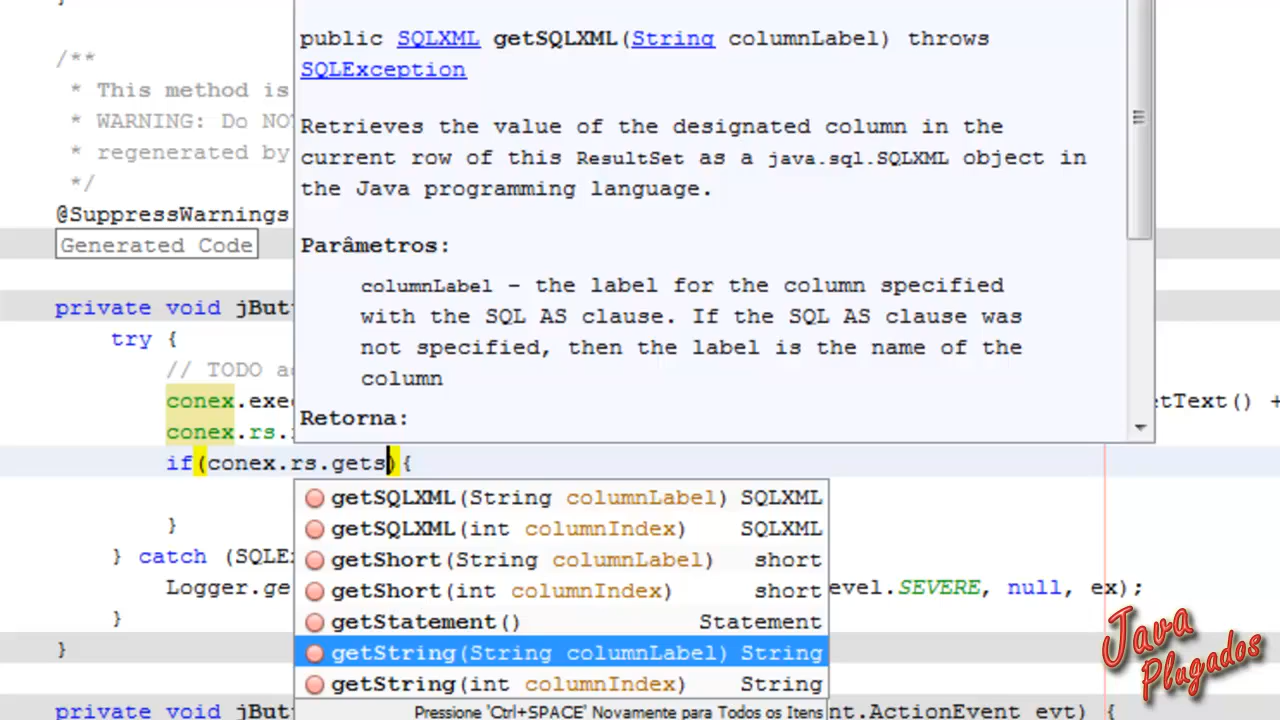 }
public SQLXML getSQLXML(String columnLabel) throws
SQLException
/**
* This method is
* WARNING: Do NO
* regenerated by
*/
Retrieves the value of the designated column in the
current row of this ResultSet as a java.sql.SQLXML object in
the Java programming language.
@SuppressWarnings
Generated Code
Parâmetros:
columnLabel - the label for the column specified
with the SQL AS clause. If the SQL AS clause was
not specified, then the label is the name of the
column
Retorna:
private void jBut
try {
// TODO a
conex.exe
etText() +
conex.rs.
if(conex.rs.gets){
getSQLXML(String columnLabel) SQLXML
getSQLXML(int columnIndex) SQLXML
getShort(String columnLabel) short
getShort(int columnIndex) short
getStatement() Statement
getString(String columnLabel) String
getString(int columnIndex) String
Pressione 'Ctrl+SPACE' Novamente para Todos os Itens
}
} catch (SQLE
Logger.ge
evel.SEVERE, null, ex);
}
}
private void jBut
nt.ActionEvent evt) {
Java
Plugados